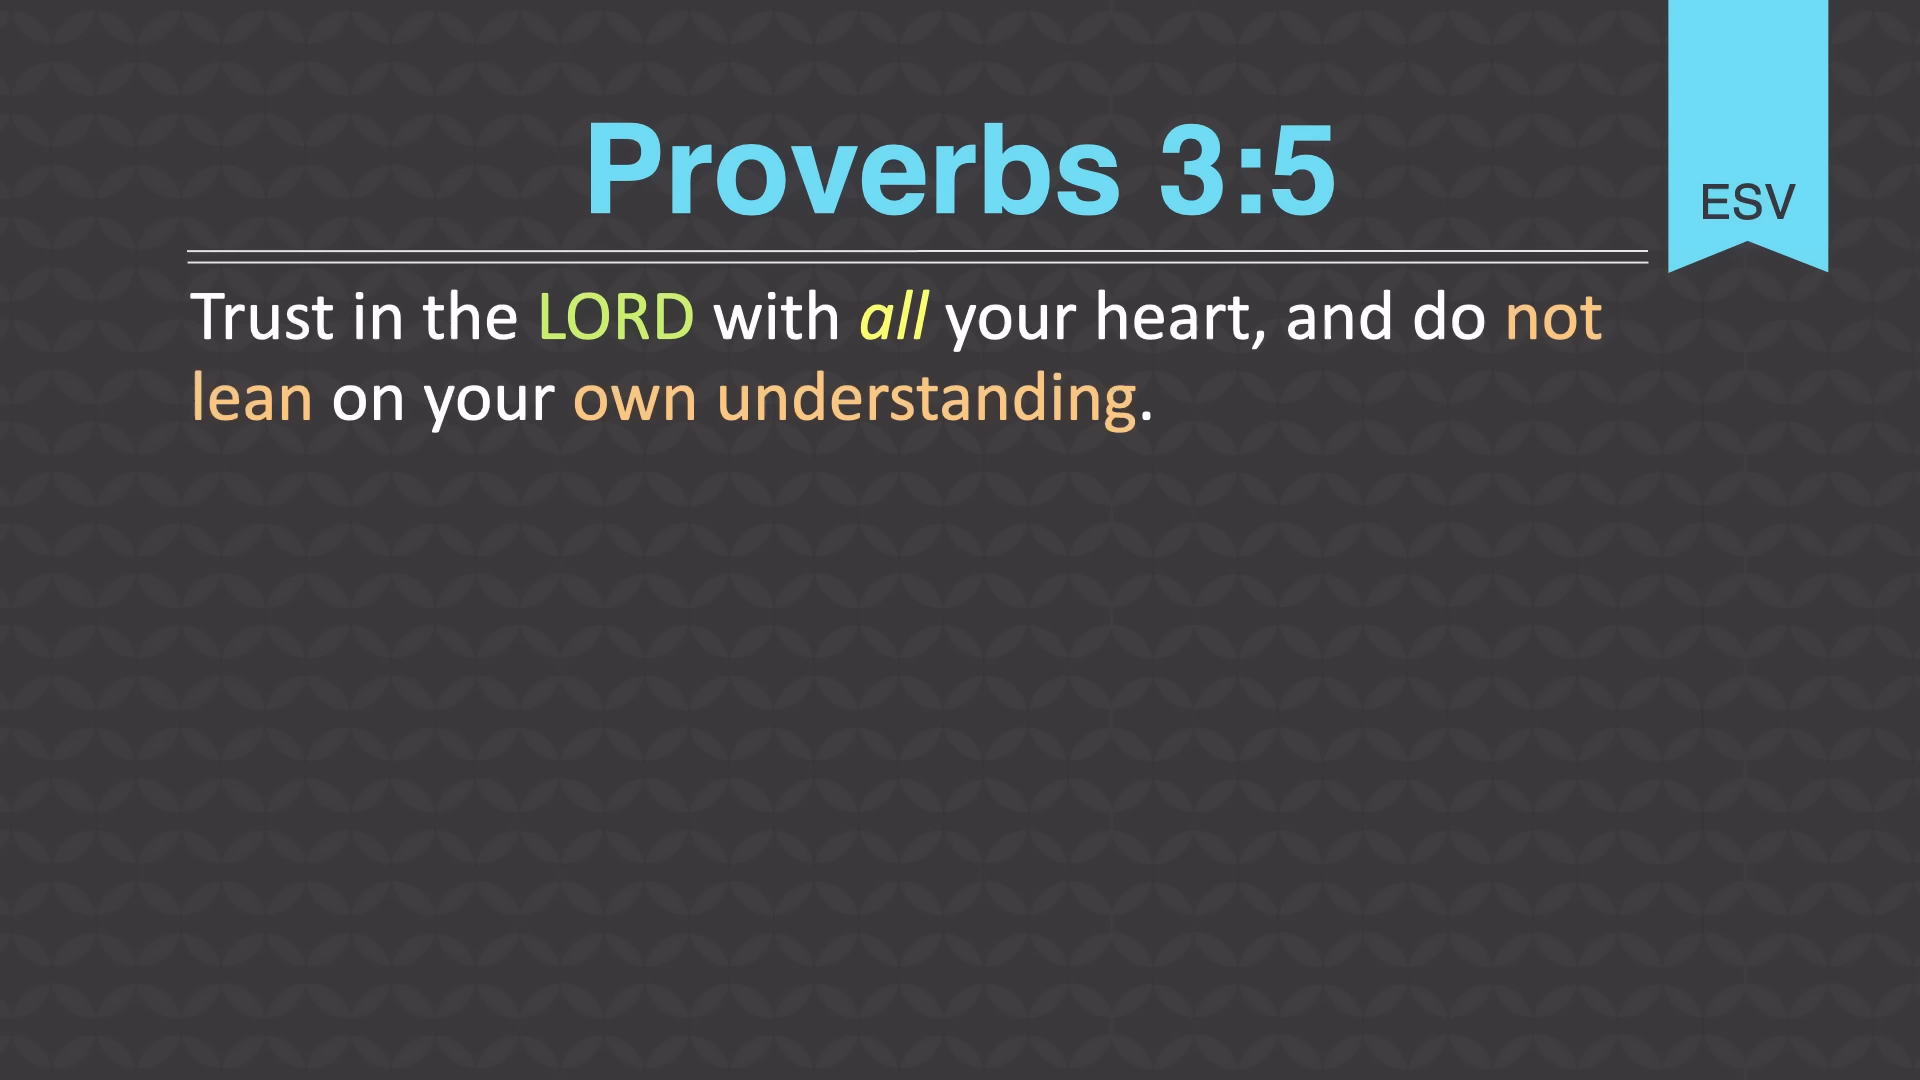 Proverbs 3:5
ESV
Trust in the LORD with all your heart, and do not
lean on your own understanding.